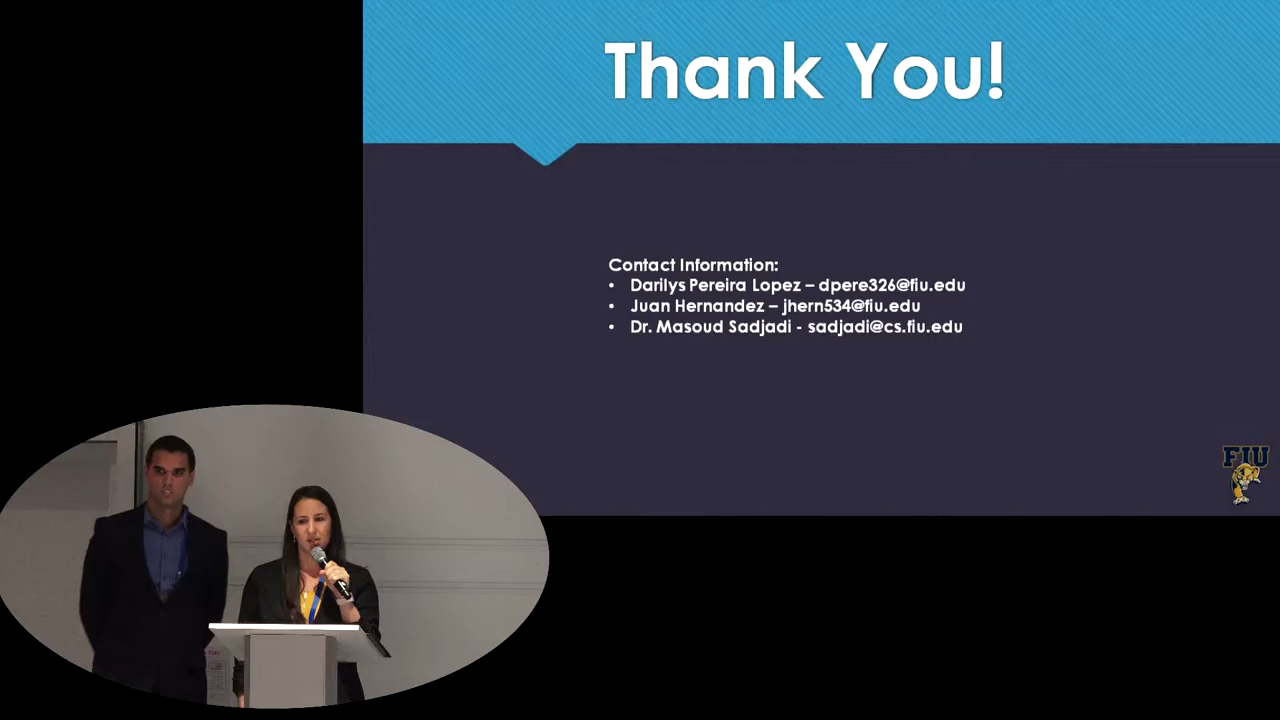 Thank You!
Contact Information:
• Darilys Pereira Lopez – dpere326@fiu.edu
• Juan Hernandez – jhern534@fiu.edu
• Dr. Masoud Sadjadi - sadjadi@cs.fiu.edu
FIU